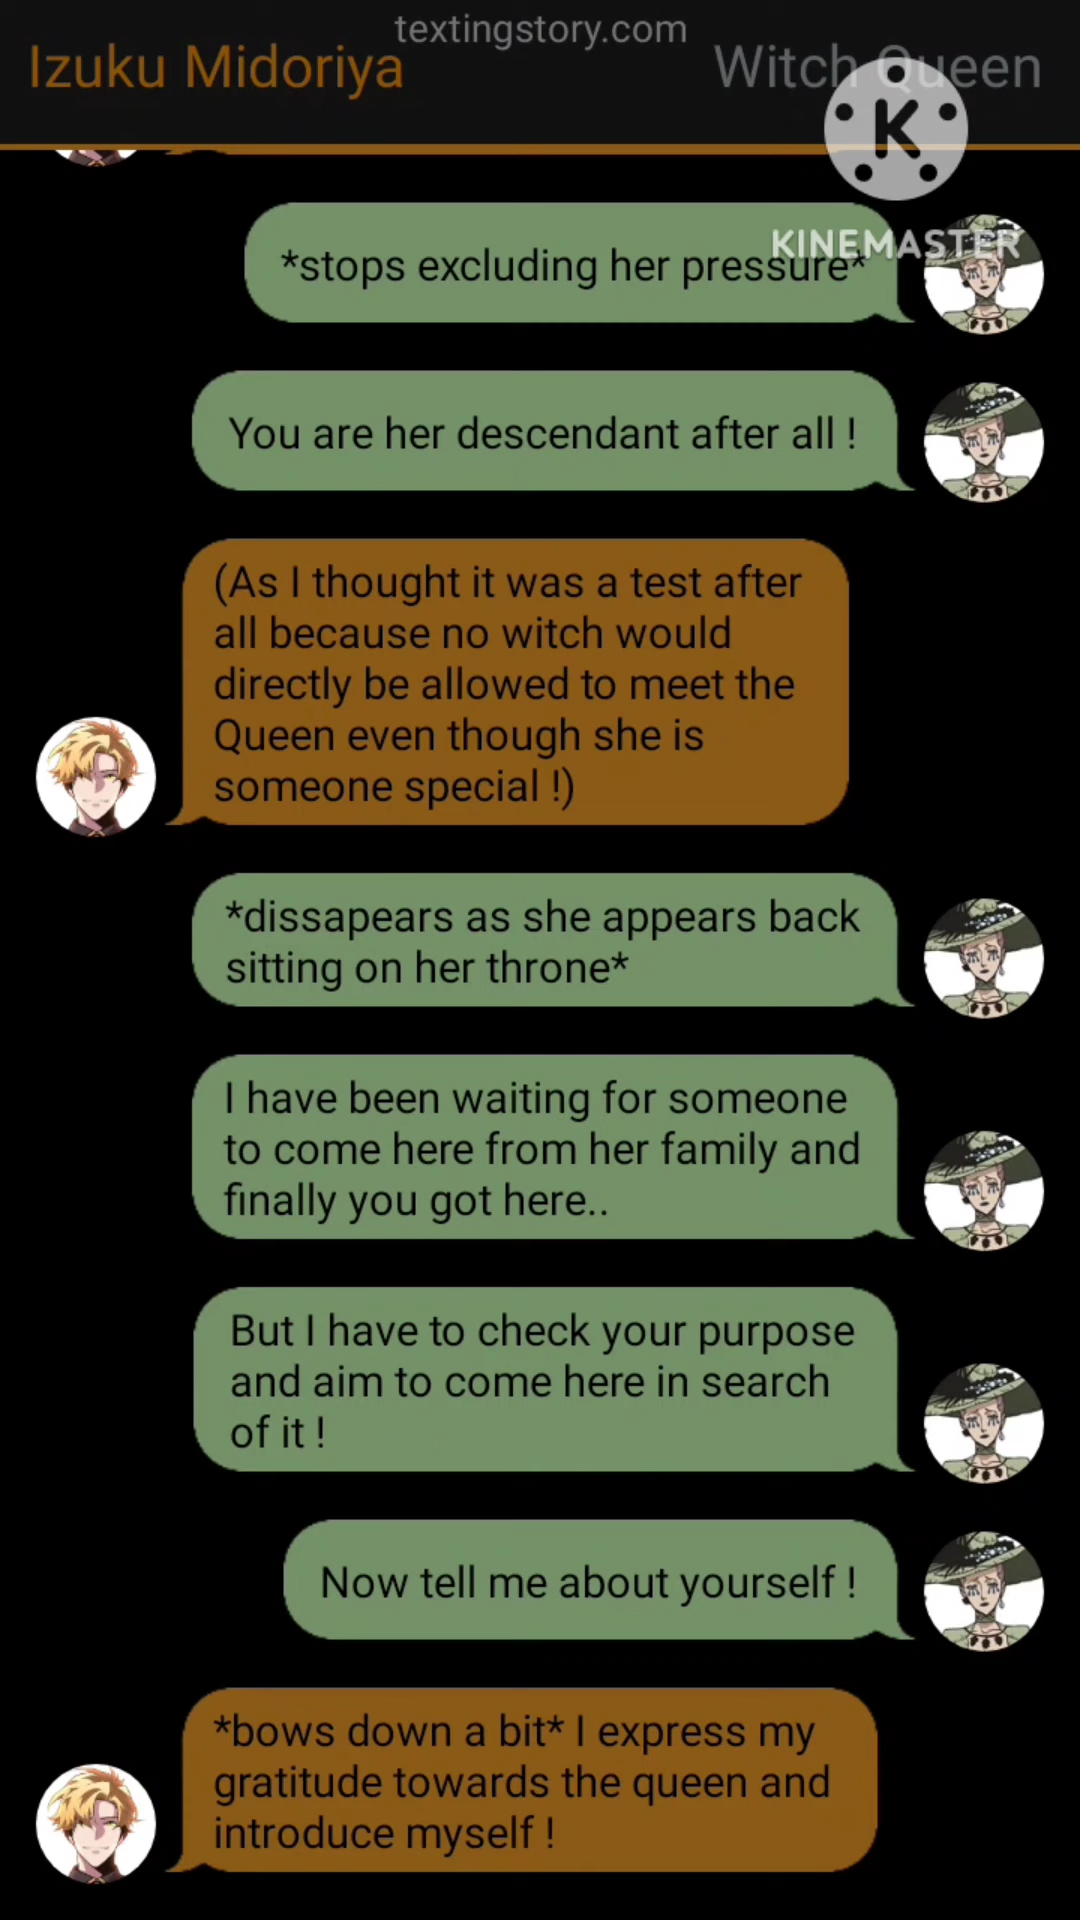 textingstory.com
Izuku Midoriya
Witch Queen
K
KINEMASTER
*stops excluding her pressure*
You are her descendant after all !
(As I thought it was a test after
all because no witch would
directly be allowed to meet the
Queen even though she is
someone special !)
*dissapears as she appears back
sitting on her throne*
I have been waiting for someone
to come here from her family and
finally you got here..
But I have to check your purpose
and aim to come here in search
of it !
Now tell me about yourself !
*bows down a bit* I express my
gratitude towards the queen and
introduce myself !